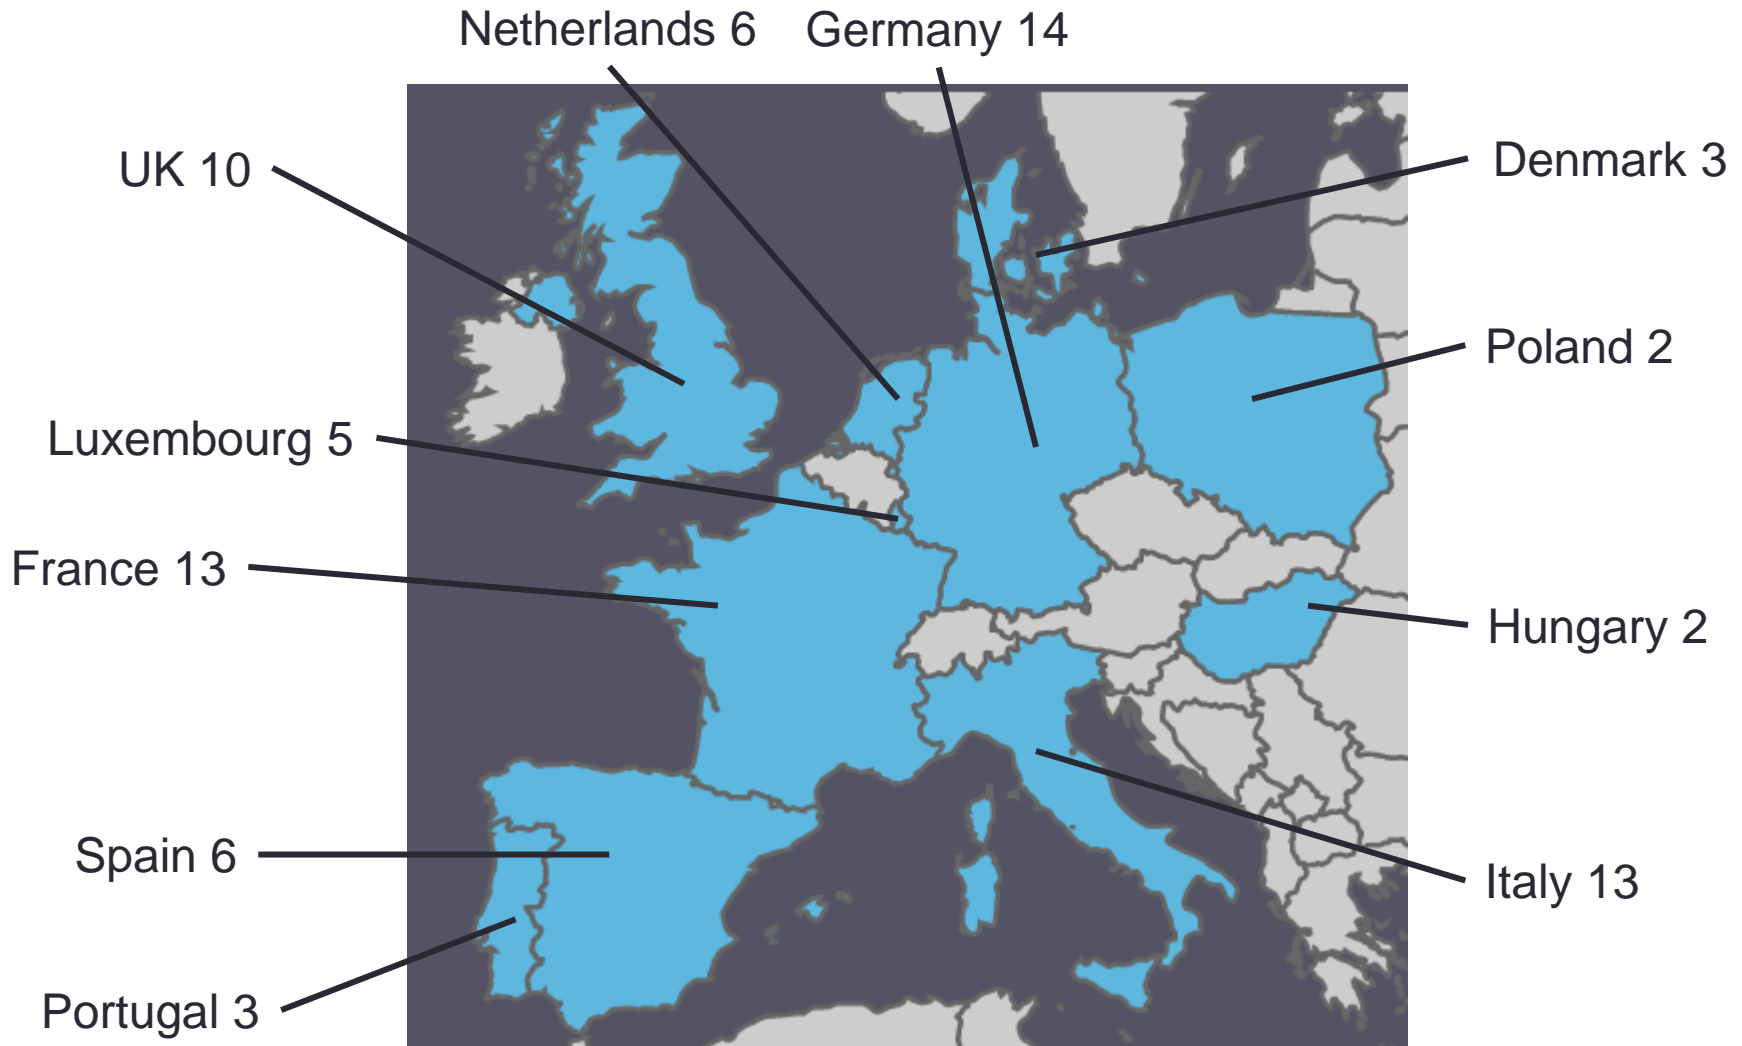 Netherlands 6
Germany 14
UK 10
Denmark 3
Poland 2
Luxembourg 5
France 13
Hungary 2
Spain 6
Italy 13
Portugal 3